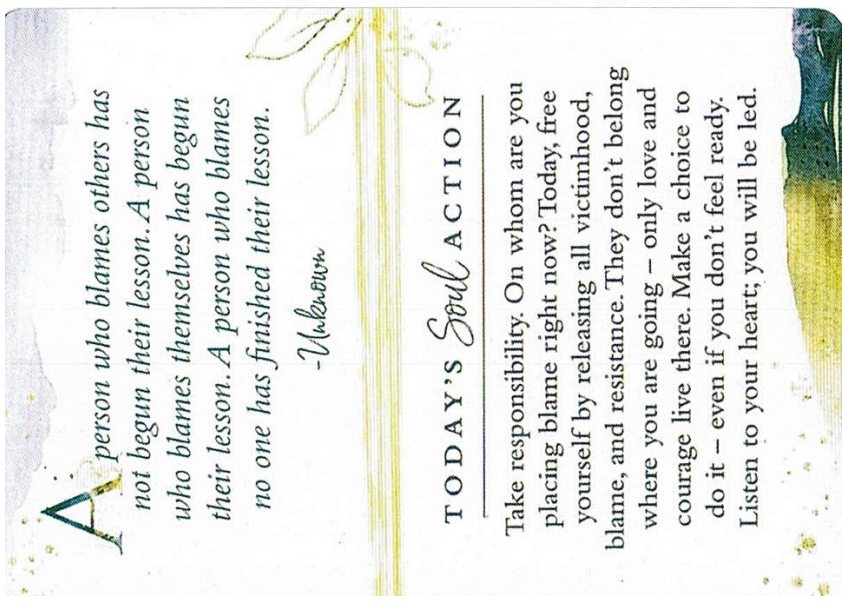 A person who blames others has
not begun their lesson. A person
who blames themselves has begun
their lesson. A person who blames
no one has finished their lesson.
-Unknown
TODAY'S Soul ACTION
Take responsibility. On whom are you
placing blame right now? Today, free
yourself by releasing all victimhood,
blame, and resistance. They don't belong
where you are going – only love and
courage live there. Make a choice to
do it – even if you don't feel ready.
Listen to your heart; you will be led.